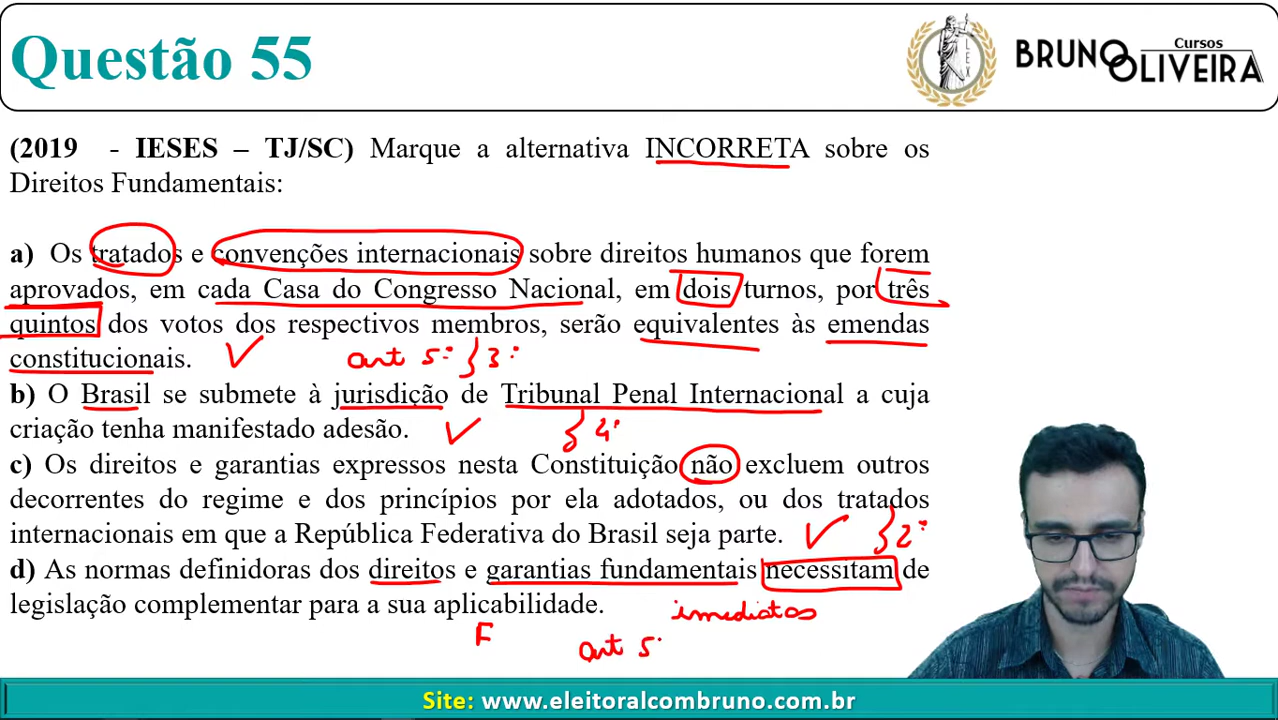 Questão 55
LEX
BRUNO OLIVEIRA
Cursos
(2019 - IESES – TJ/SC) Marque a alternativa INCORRETA sobre os
Direitos Fundamentais:
a) Os tratados e convenções internacionais sobre direitos humanos que forem
aprovados, em cada Casa do Congresso Nacional, em dois turnos, por três
quintos dos votos dos respectivos membros, serão equivalentes às emendas
constitucionais.
art 5º § 3º
b) O Brasil se submete à jurisdição de Tribunal Penal Internacional a cuja
criação tenha manifestado adesão.
§ 4º
c) Os direitos e garantias expressos nesta Constituição não excluem outros
decorrentes do regime e dos princípios por ela adotados, ou dos tratados
internacionais em que a República Federativa do Brasil seja parte.
§ 2º
d) As normas definidoras dos direitos e garantias fundamentais necessitam de
legislação complementar para a sua aplicabilidade.
imediatas
F
art 5º
Site: www.eleitoralcombruno.com.br